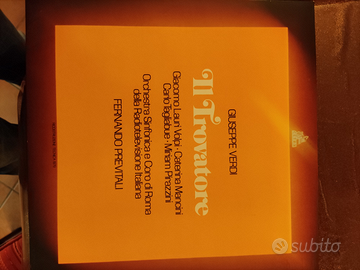 GIUSEPPE VERDI
Il Trovatore
Giacomo Lauri Volpi • Caterina Mancini
Carlo Tagliabue • Miriam Pirazzini
Orchestra Sinfonica e Coro di Roma
della Radiotelevisione Italiana
FERNANDO PREVITALI
subito